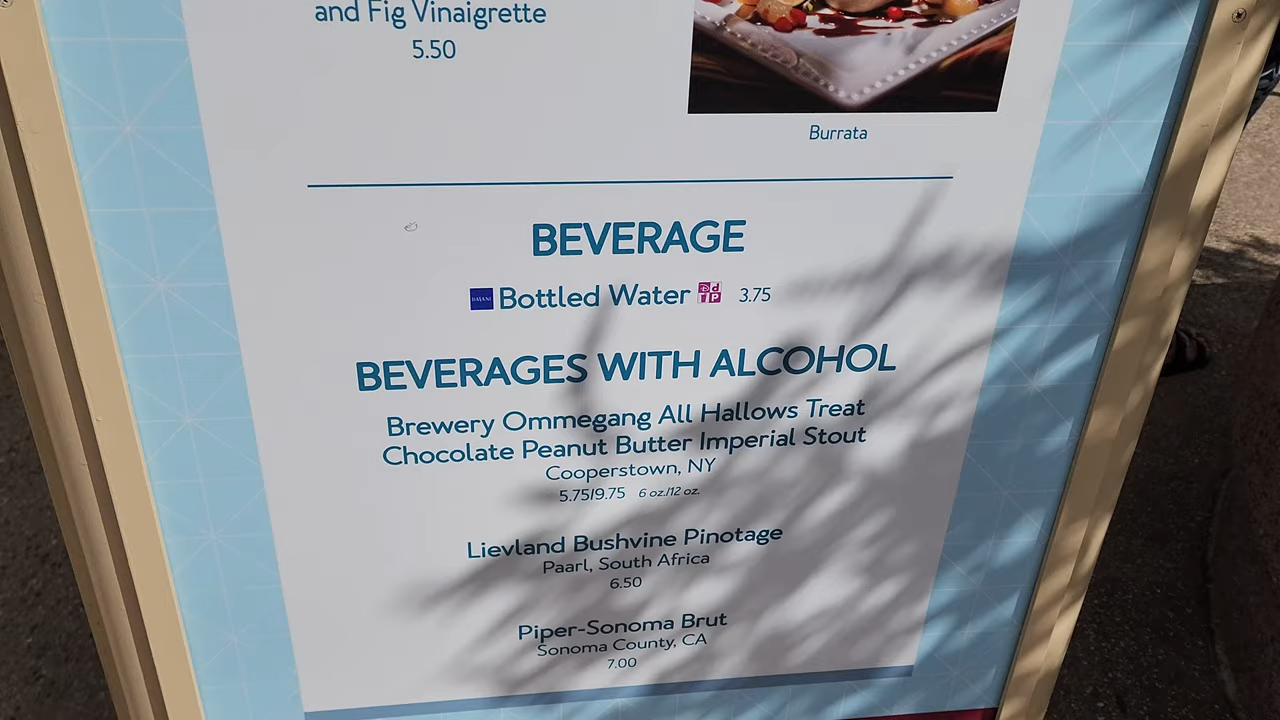 and Fig Vinaigrette
5.50
Burrata
BEVERAGE
DASANI Bottled Water DDP 3.75
BEVERAGES WITH ALCOHOL
Brewery Ommegang All Hallows Treat
Chocolate Peanut Butter Imperial Stout
Cooperstown, NY
5.75/9.75 6 oz./12 oz.
Lievland Bushvine Pinotage
Paarl, South Africa
6.50
Piper-Sonoma Brut
Sonoma County, CA
7.00